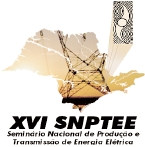 XVI SNPTEE
Seminário Nacional de Produção e
Transmissão de Energia Elétrica